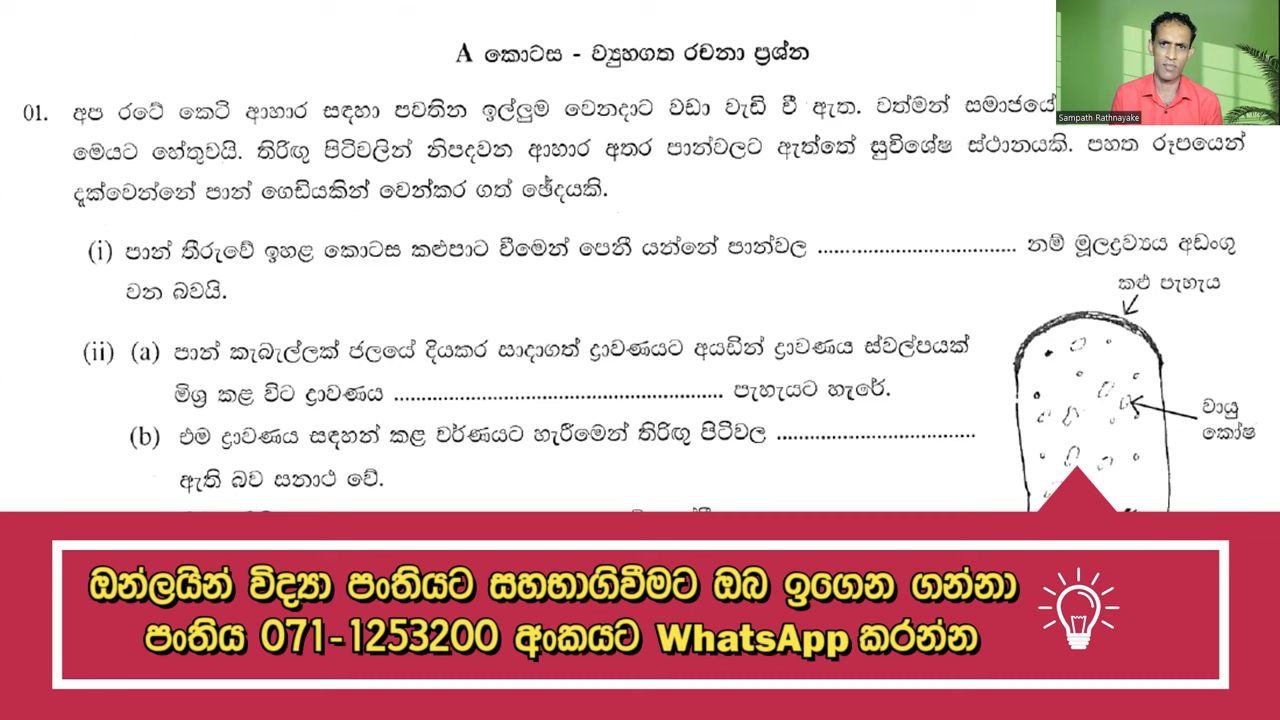 A කොටස - ව්‍යුහගත රචනා ප්‍රශ්න
01. අප රටේ කෙටි ආහාර සඳහා පවතින ඉල්ලුම වෙනදාට වඩා වැඩි වී ඇත. වත්මන් සමාජයේ
මෙයට හේතුවයි. තිරිඟු පිටිවලින් නිපදවන ආහාර අතර පාන්වලට ඇත්තේ සුවිශේෂ ස්ථානයකි. පහත රූපයෙන්
දැක්වෙන්නේ පාන් ගෙඩියකින් වෙන්කර ගත් ඡේදයකි.
(i) පාන් තීරුවේ ඉහළ කොටස කළුපාට වීමෙන් පෙනී යන්නේ පාන්වල .................................. නම් මූලද්‍රව්‍යය අඩංගු
වන බවයි.
(ii) (a) පාන් කැබැල්ලක් ජලයේ දියකර සාදාගත් ද්‍රාවණයට අයඩින් ද්‍රාවණය ස්වල්පයක්
මිශ්‍ර කළ විට ද්‍රාවණය ........................................................ පැහැයට හැරේ.
(b) එම ද්‍රාවණය සඳහන් කළ වර්ණයට හැරීමෙන් තිරිඟු පිටිවල ..................................
ඇති බව සනාථ වේ.
කළු පැහැය
වායු
කෝෂ
Sampath Rathnayake
ඔන්ලයින් විද්‍යා පංතියට සහභාගිවීමට ඔබ ඉගෙන ගන්නා
පංතිය 071-1253200 අංකයට WhatsApp කරන්න